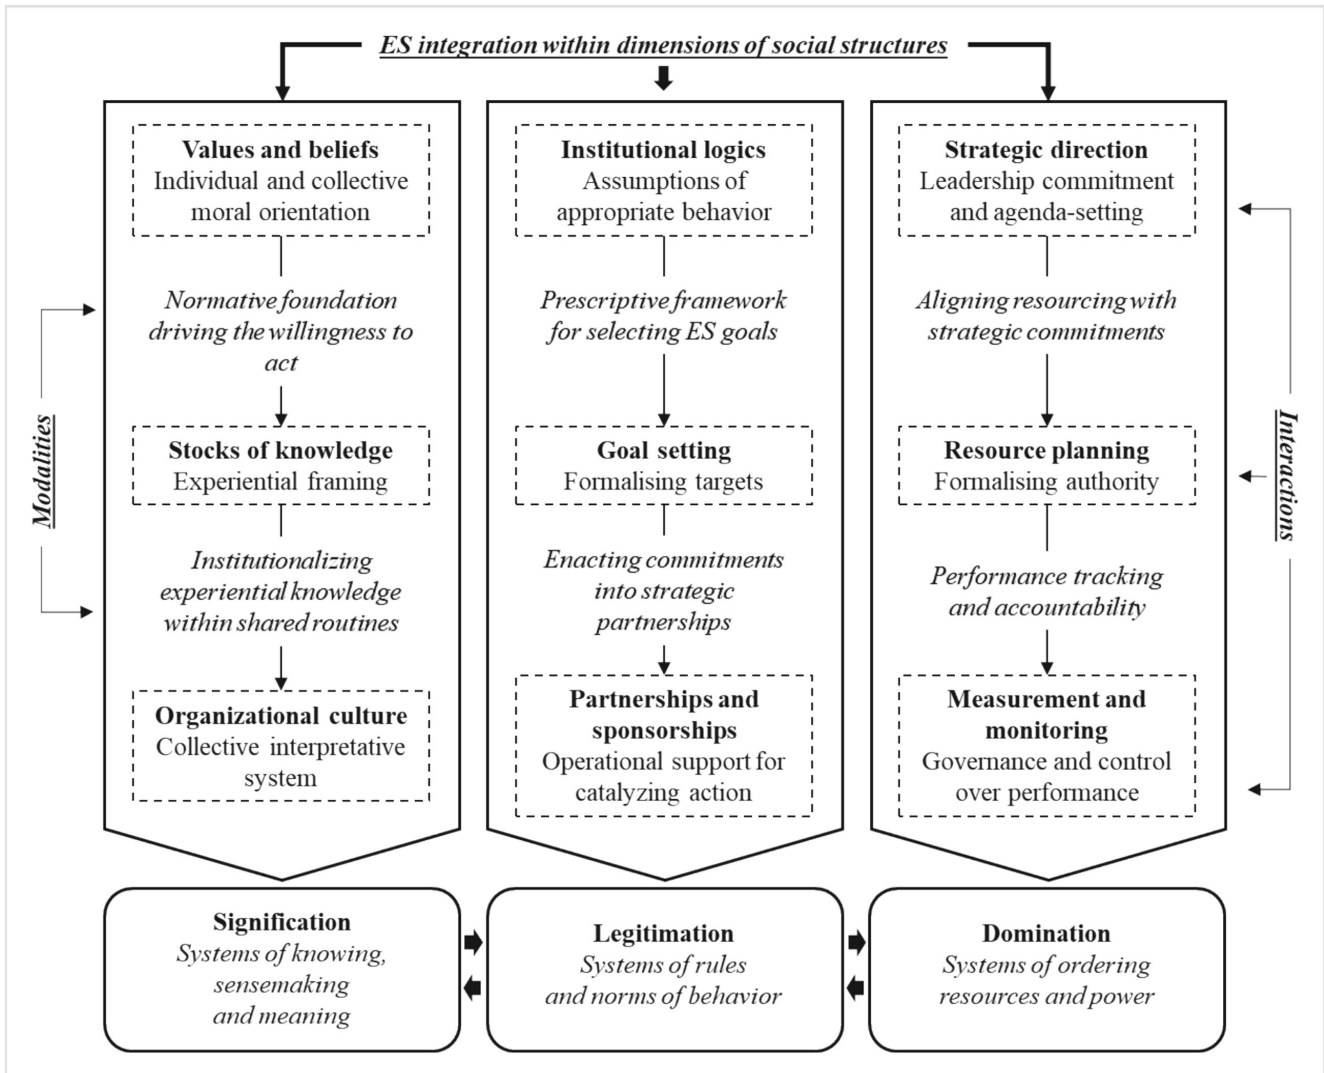 ES integration within dimensions of social structures
Values and beliefs
Individual and collective
moral orientation
Normative foundation
driving the willingness to
act
Stocks of knowledge
Experiential framing
Institutionalizing
experiential knowledge
within shared routines
Organizational culture
Collective interpretative
system
Institutional logics
Assumptions of
appropriate behavior
Prescriptive framework
for selecting ES goals
Goal setting
Formalising targets
Enacting commitments
into strategic
partnerships
Partnerships and
sponsorships
Operational support for
catalyzing action
Strategic direction
Leadership commitment
and agenda-setting
Aligning resourcing with
strategic commitments
Resource planning
Formalising authority
Performance tracking
and accountability
Measurement and
monitoring
Governance and control
over performance
Modalities
Interactions
Signification
Systems of knowing,
sensemaking
and meaning
Legitimation
Systems of rules
and norms of behavior
Domination
Systems of ordering
resources and power